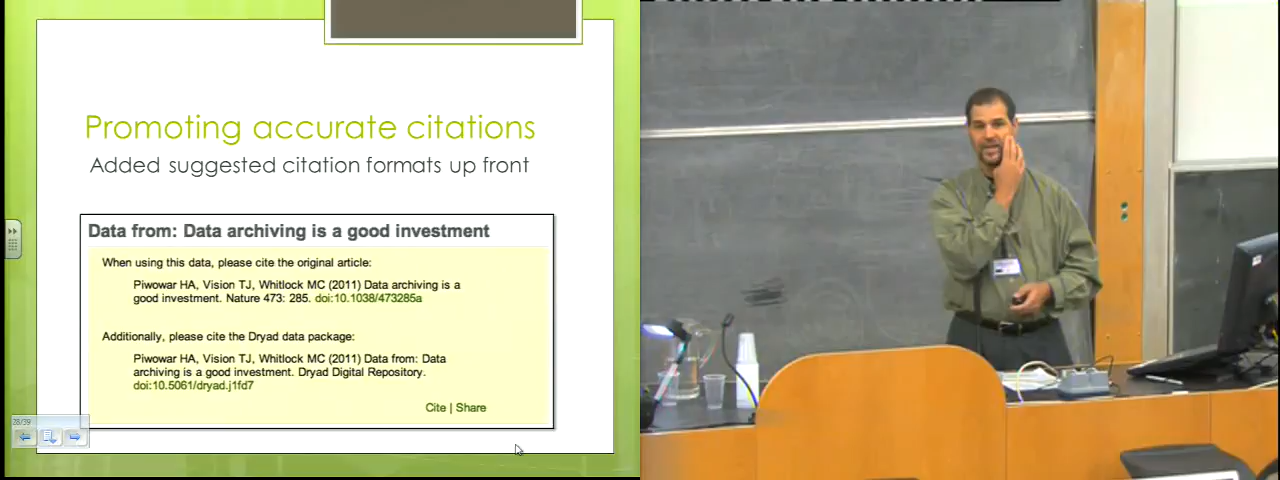 Promoting accurate citations
Added suggested citation formats up front
Data from: Data archiving is a good investment
When using this data, please cite the original article:
Piwowar HA, Vision TJ, Whitlock MC (2011) Data archiving is a
good investment. Nature 473: 285. doi:10.1038/473285a
Additionally, please cite the Dryad data package:
Piwowar HA, Vision TJ, Whitlock MC (2011) Data from: Data
archiving is a good investment. Dryad Digital Repository.
doi:10.5061/dryad.j1fd7
Cite | Share
28/39